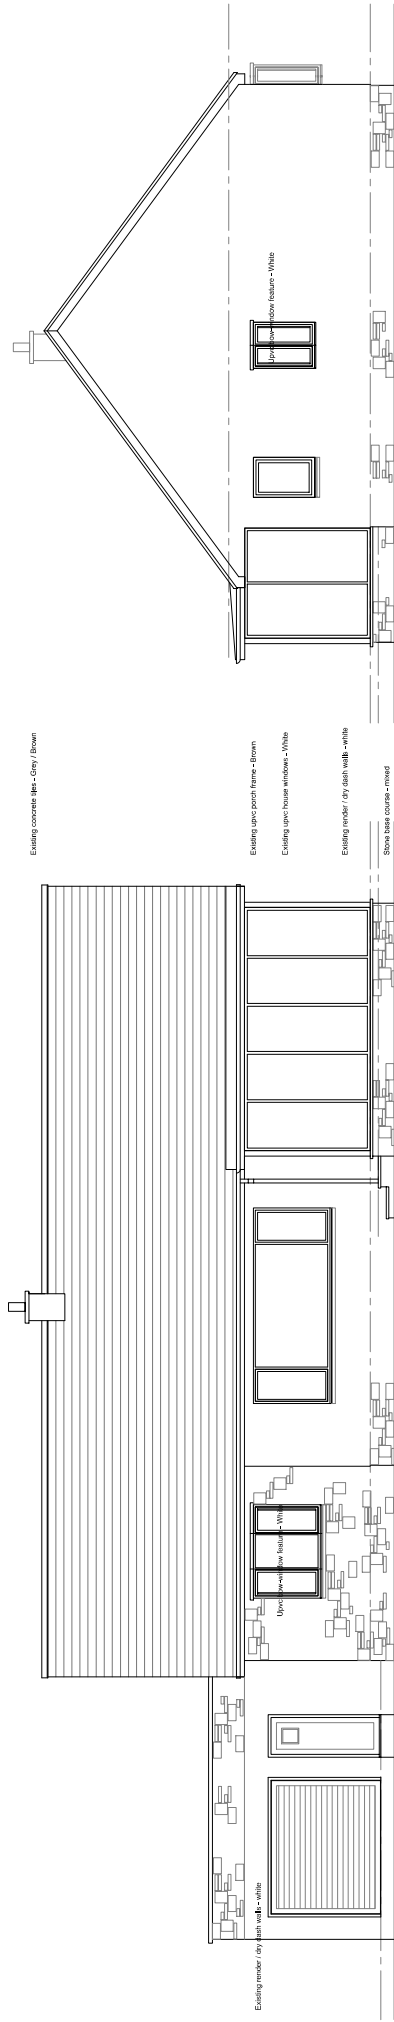 Existing render / dry dash walls - white
Upvc bow-window feature - White
Existing concrete tiles - Grey / Brown
Existing upvc porch frame - Brown
Existing upvc house windows - White
Existing render / dry dash walls - white
Stone base course - mixed
Upvc bow-window feature - White